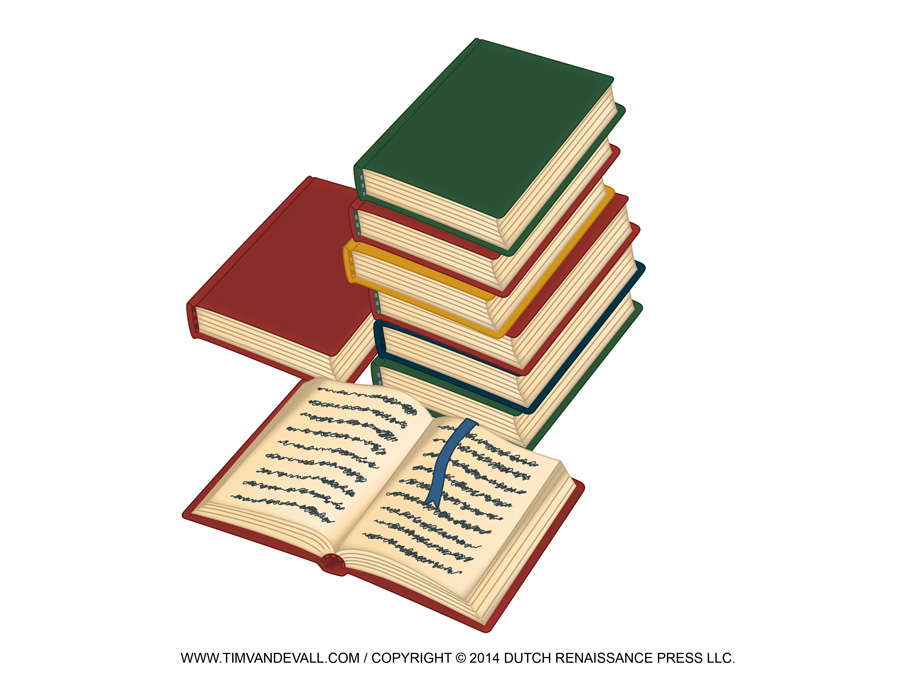 WWW.TIMVANDEVALL.COM / COPYRIGHT © 2014 DUTCH RENAISSANCE PRESS LLC.